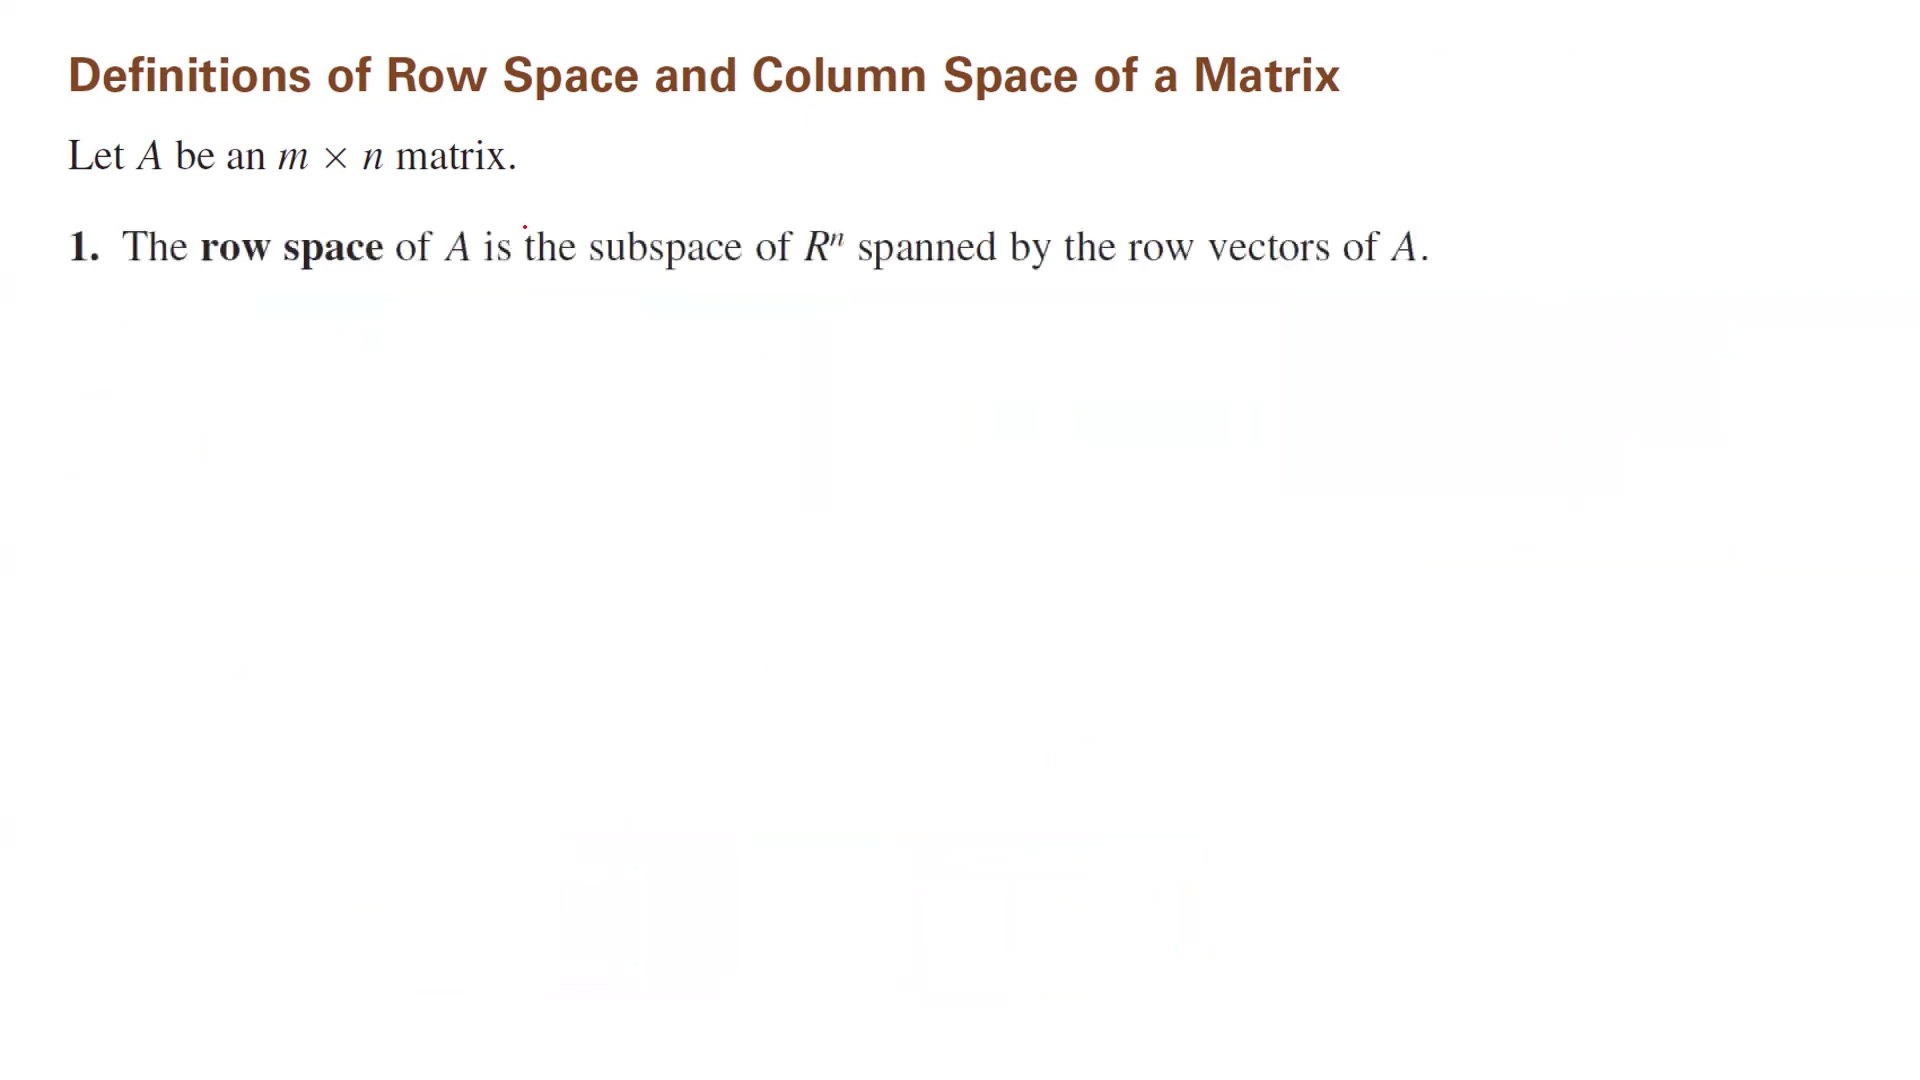 Definitions of Row Space and Column Space of a Matrix
Let A be an m × n matrix.
1. The row space of A is the subspace of Rⁿ spanned by the row vectors of A.